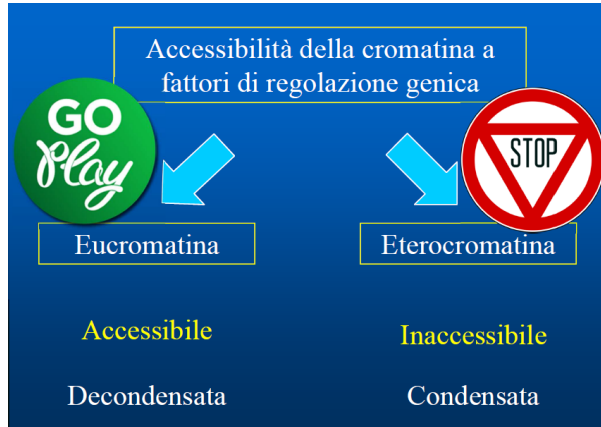 Accessibilità della cromatina a
fattori di regolazione genica
GO
Play
STOP
Eucromatina
Eterocromatina
Accessibile
Inaccessibile
Decondensata
Condensata